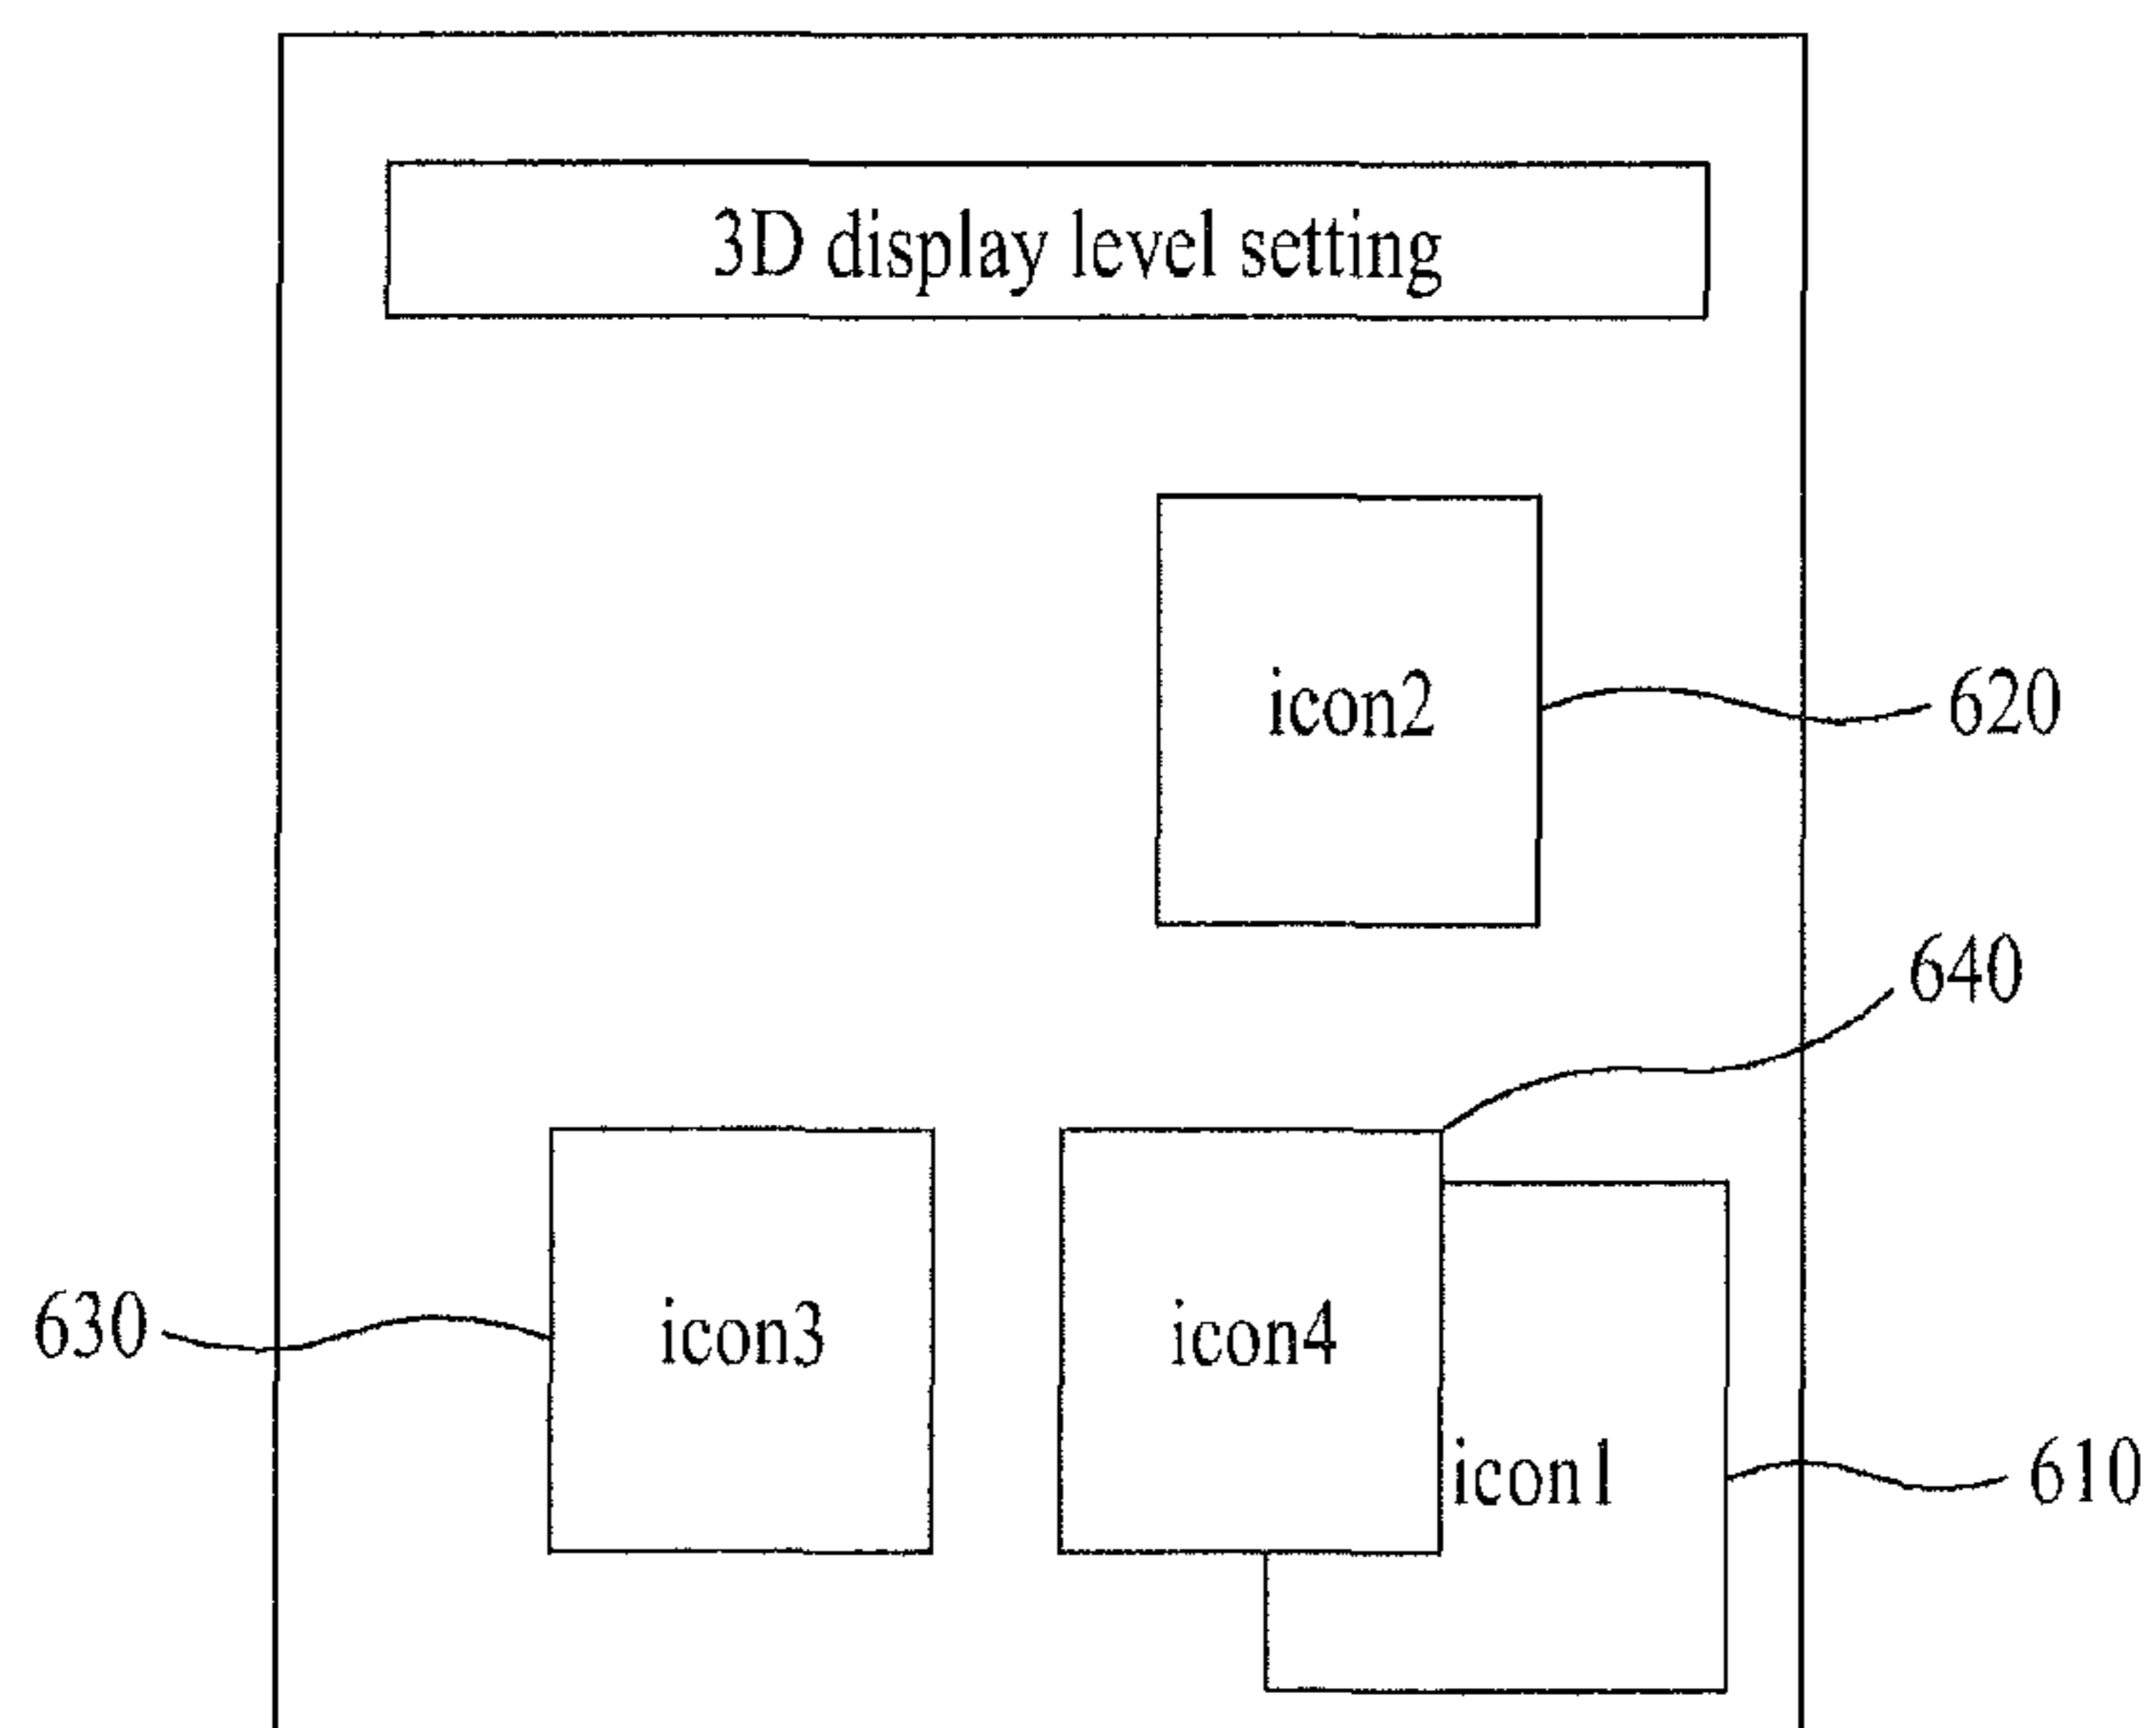 3D display level setting
icon2
620
640
630
icon3
icon4
icon1
610